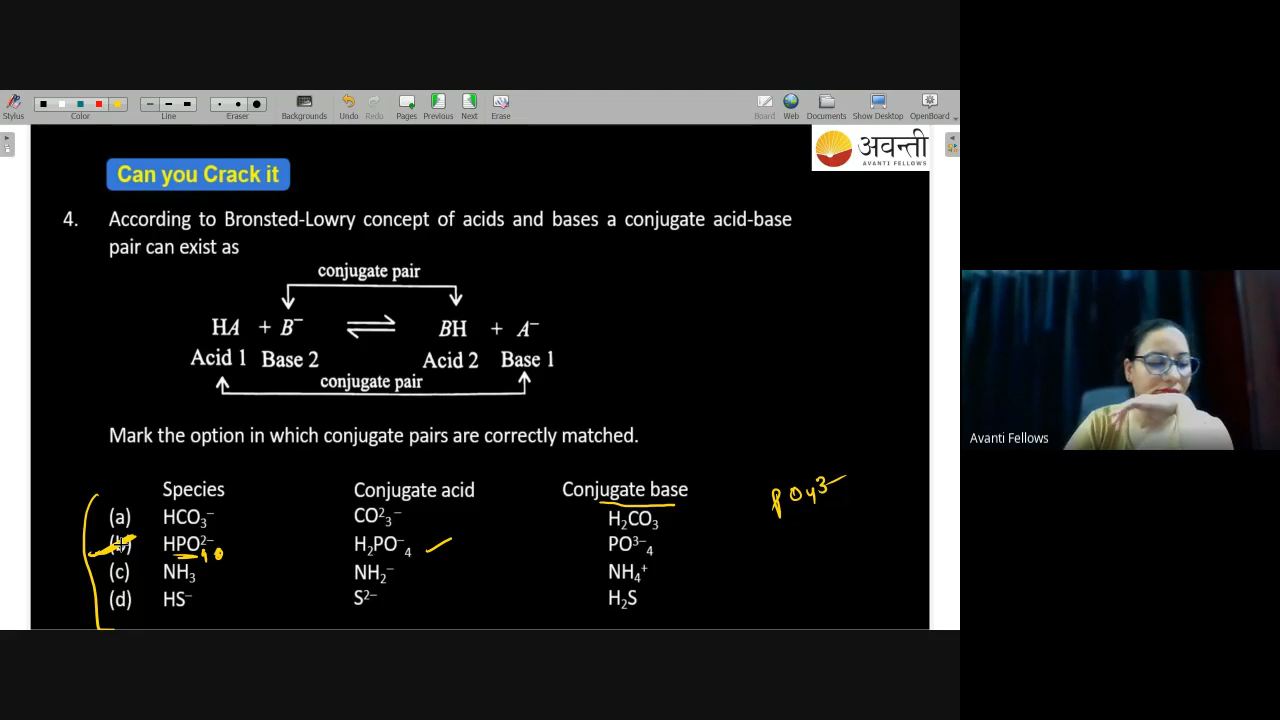 Stylus Color Line Eraser Backgrounds Undo Redo Pages Previous Next Erase Board Web Documents Show Desktop OpenBoard
अवन्ती
AVANTI FELLOWS
Can you Crack it
4. According to Bronsted-Lowry concept of acids and bases a conjugate acid-base
pair can exist as
conjugate pair
HA + B⁻ ⇌ BH + A⁻
Acid 1 Base 2 Acid 2 Base 1
conjugate pair
Avanti Fellows
Mark the option in which conjugate pairs are correctly matched.
Species Conjugate acid Conjugate base
PO₄³⁻
(a) HCO₃⁻ CO²₃⁻ H₂CO₃
(b) HPO²⁻₄ H₂PO⁻₄ PO³⁻₄
(c) NH₃ NH₂⁻ NH₄⁺
(d) HS⁻ S²⁻ H₂S